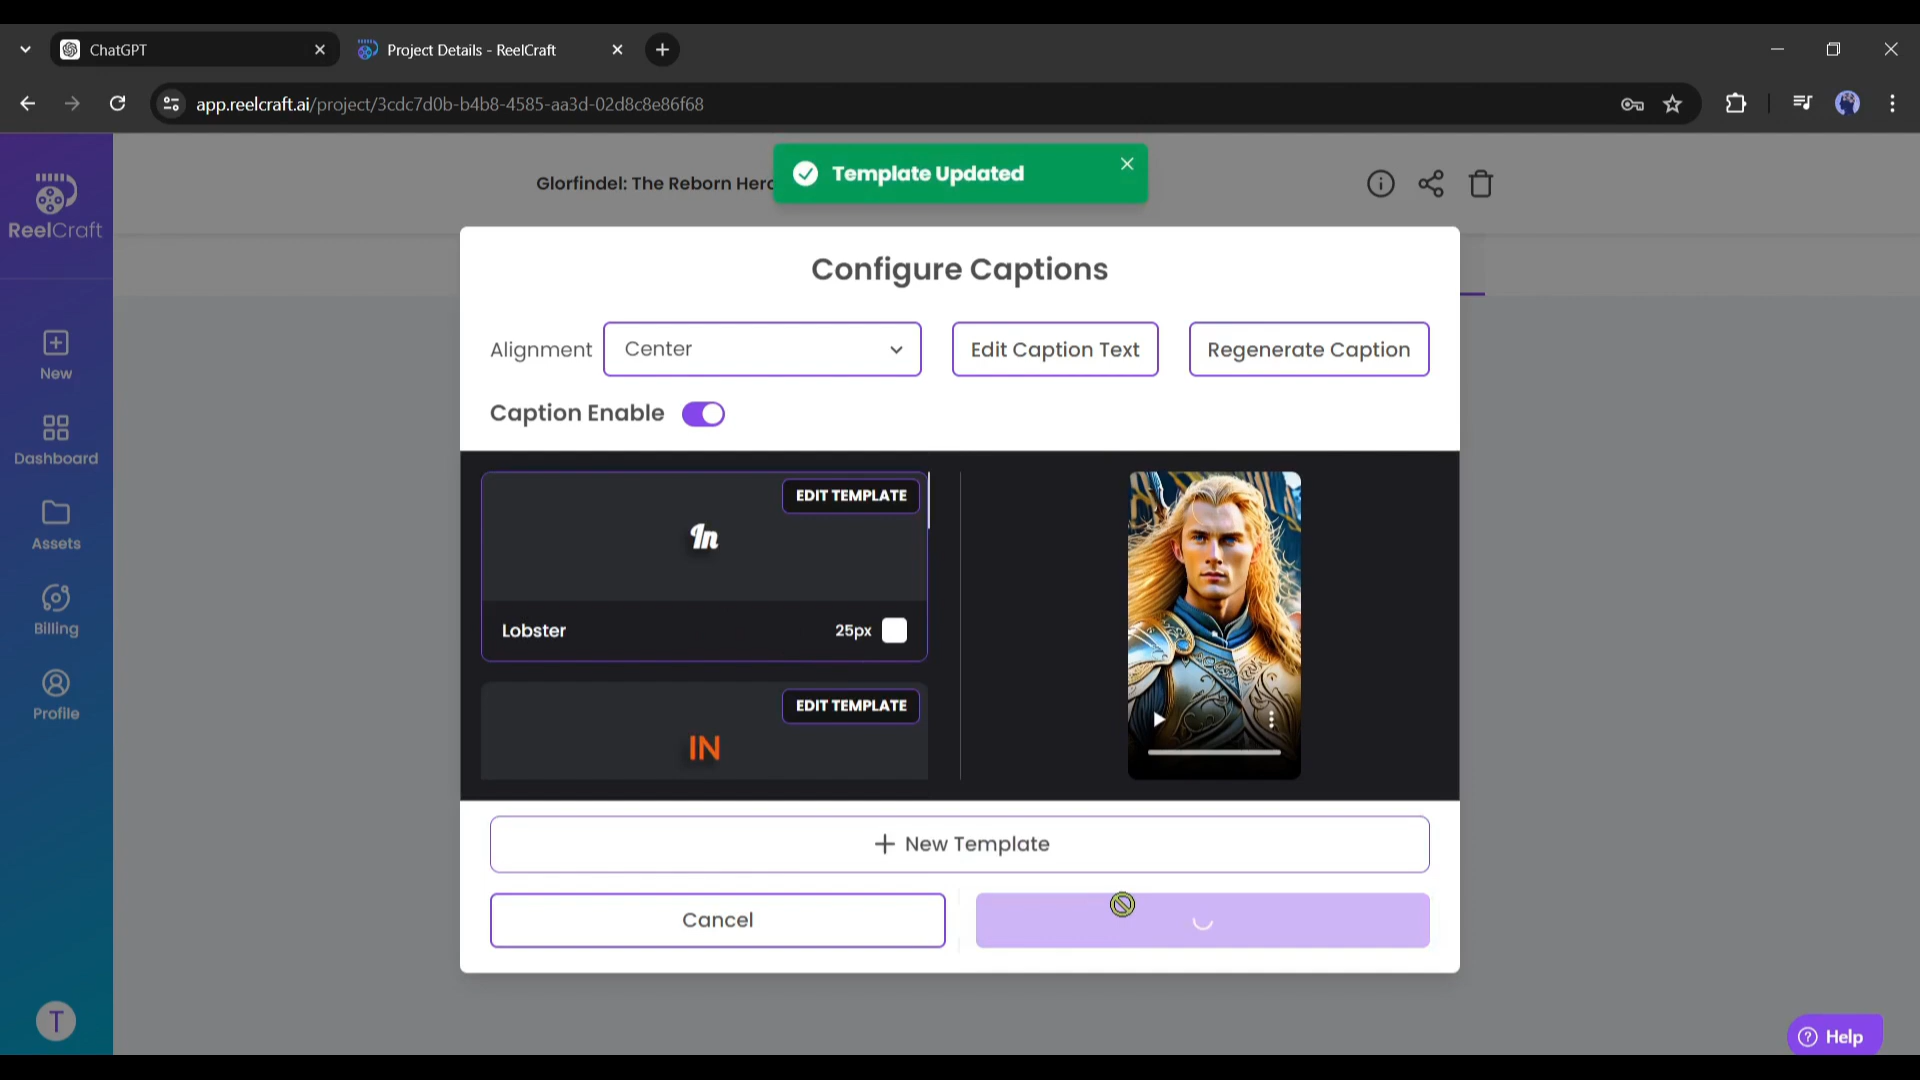 ChatGPT
Project Details - ReelCraft
app.reelcraft.ai/project/3cdc7d0b-b4b8-4585-aa3d-02d8c8e86f68
ReelCraft
Glorfindel: The Reborn Hero
Template Updated
Configure Captions
Alignment Center Edit Caption Text Regenerate Caption
Caption Enable
New
Dashboard
Assets
Billing
Profile
EDIT TEMPLATE
In
Lobster 25px
EDIT TEMPLATE
IN
+ New Template
Cancel
T
Help